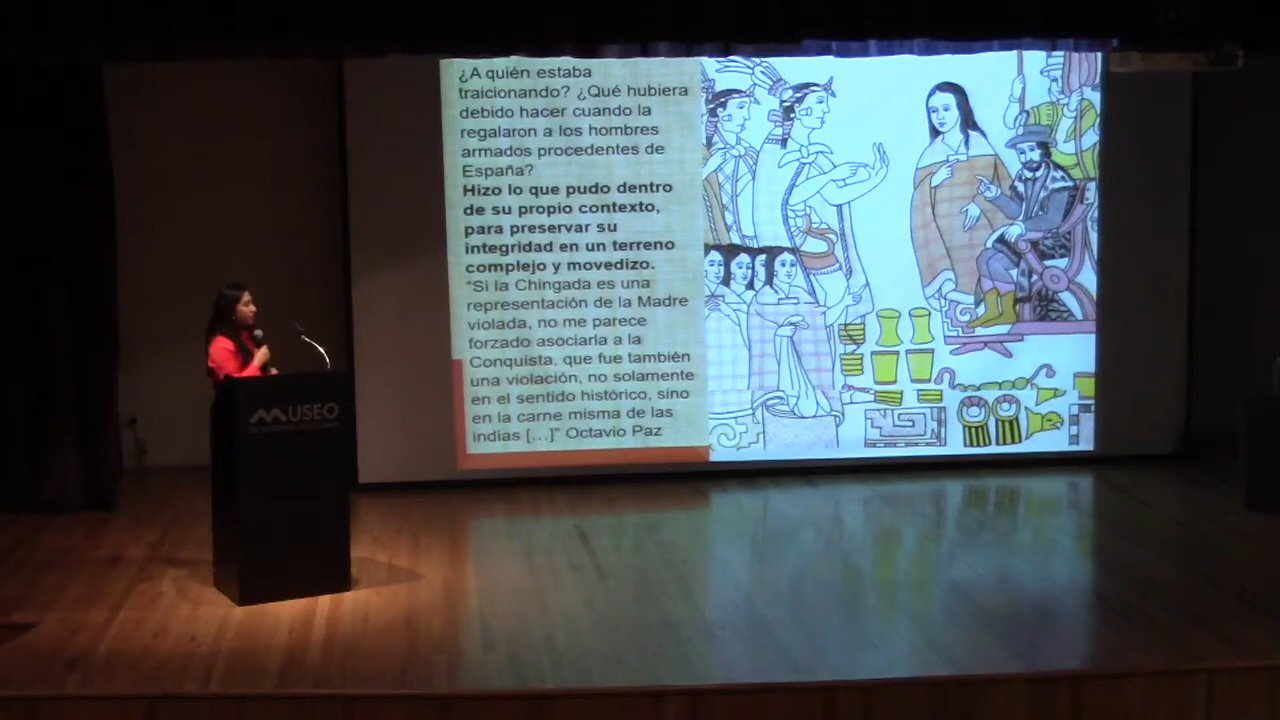 ¿A quién estaba
traicionando? ¿Qué hubiera
debido hacer cuando la
regalaron a los hombres
armados procedentes de
España?
Hizo lo que pudo dentro
de su propio contexto,
para preservar su
integridad en un terreno
complejo y movedizo.
“Si la Chingada es una
representación de la Madre
violada, no me parece
forzado asociarla a la
Conquista, que fue también
una violación, no solamente
en el sentido histórico, sino
en la carne misma de las
indias [...]” Octavio Paz
MUSEO